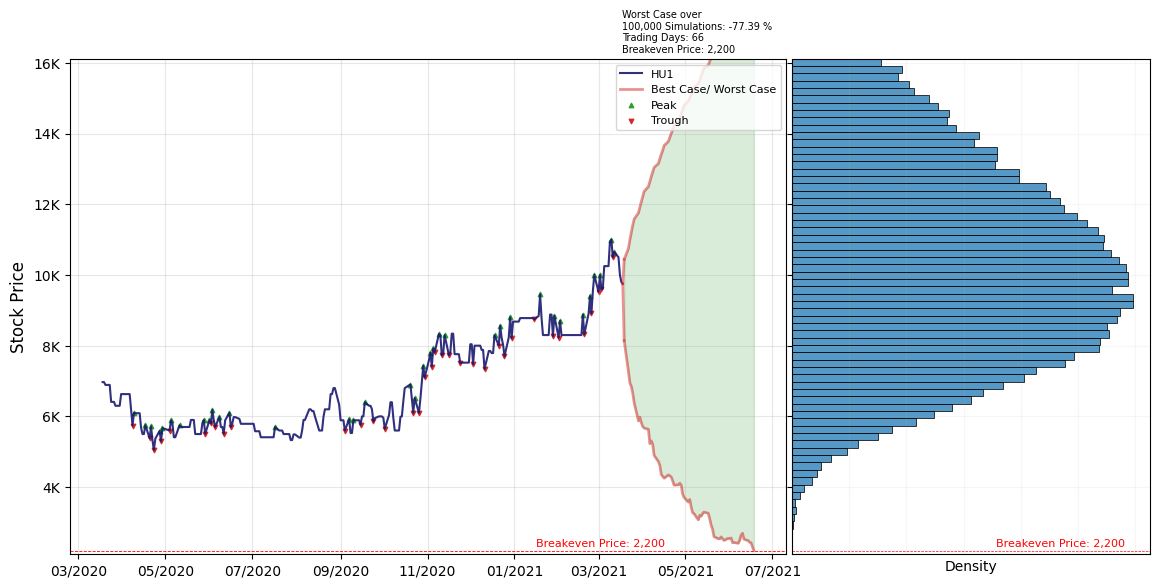 Worst Case over
100,000 Simulations: -77.39 %
Trading Days: 66
Breakeven Price: 2,200
16K
14K
12K
10K
8K
6K
4K
Stock Price
HU1
Best Case/ Worst Case
Peak
Trough
Breakeven Price: 2,200
Breakeven Price: 2,200
03/2020
05/2020
07/2020
09/2020
11/2020
01/2021
03/2021
05/2021
07/2021
Density